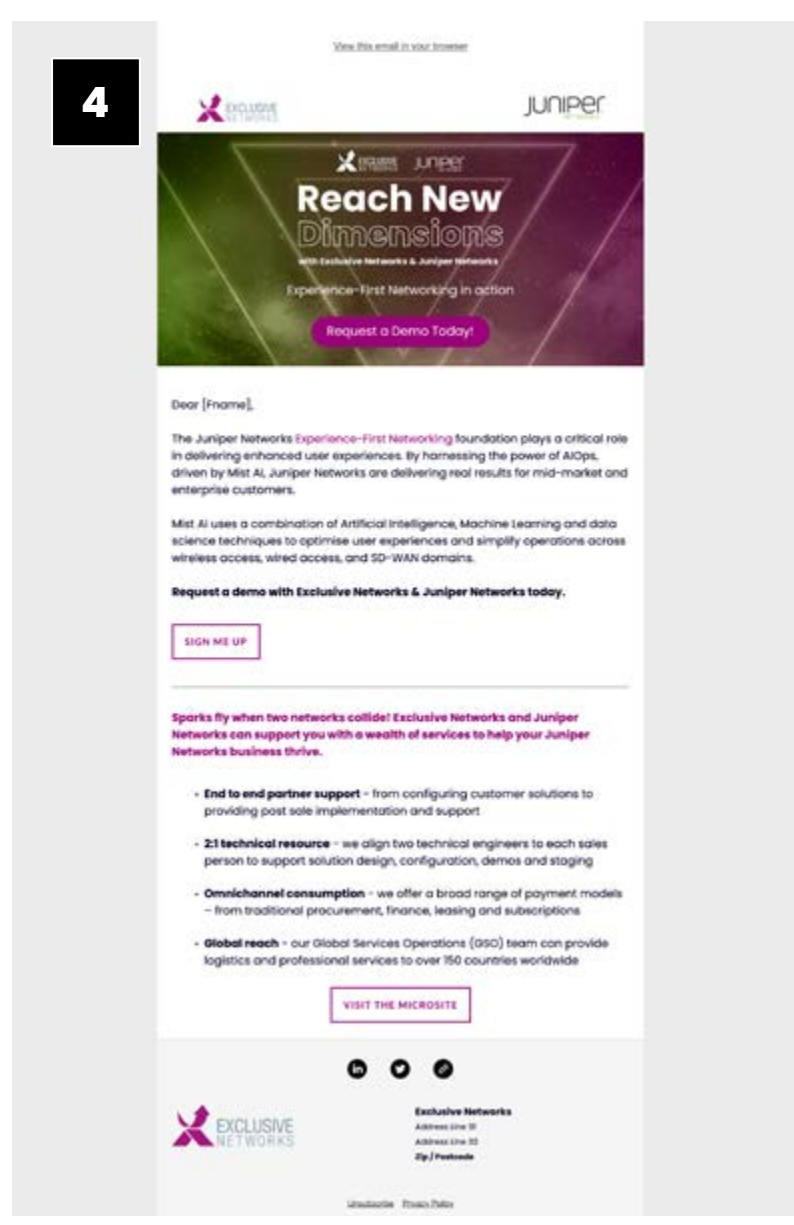 View this email in your browser
4
EXCLUSIVE
NETWORKS
JUNIPER
NETWORKS
EXCLUSIVE
NETWORKS
JUNIPER
Reach New
Dimensions
with Exclusive Networks & Juniper Networks
Experience-First Networking in action
Request a Demo Today!
Dear [Fname],
The Juniper Networks Experience-First Networking foundation plays a critical role
in delivering enhanced user experiences. By harnessing the power of AIOps,
driven by Mist AI, Juniper Networks are delivering real results for mid-market and
enterprise customers.
Mist AI uses a combination of Artificial Intelligence, Machine Learning and data
science techniques to optimise user experiences and simplify operations across
wireless access, wired access, and SD-WAN domains.
Request a demo with Exclusive Networks & Juniper Networks today.
SIGN ME UP
Sparks fly when two networks collide! Exclusive Networks and Juniper
Networks can support you with a wealth of services to help your Juniper
Networks business thrive.
• End to end partner support - from configuring customer solutions to
providing post sale implementation and support
• 2:1 technical resource - we align two technical engineers to each sales
person to support solution design, configuration, demos and staging
• Omnichannel consumption - we offer a broad range of payment models
– from traditional procurement, finance, leasing and subscriptions
• Global reach - our Global Services Operations (GSO) team can provide
logistics and professional services to over 150 countries worldwide
VISIT THE MICROSITE
in
EXCLUSIVE
NETWORKS
Exclusive Networks
Address Line 
Address Line 
Zip / Postcode
Unsubscribe Privacy Policy